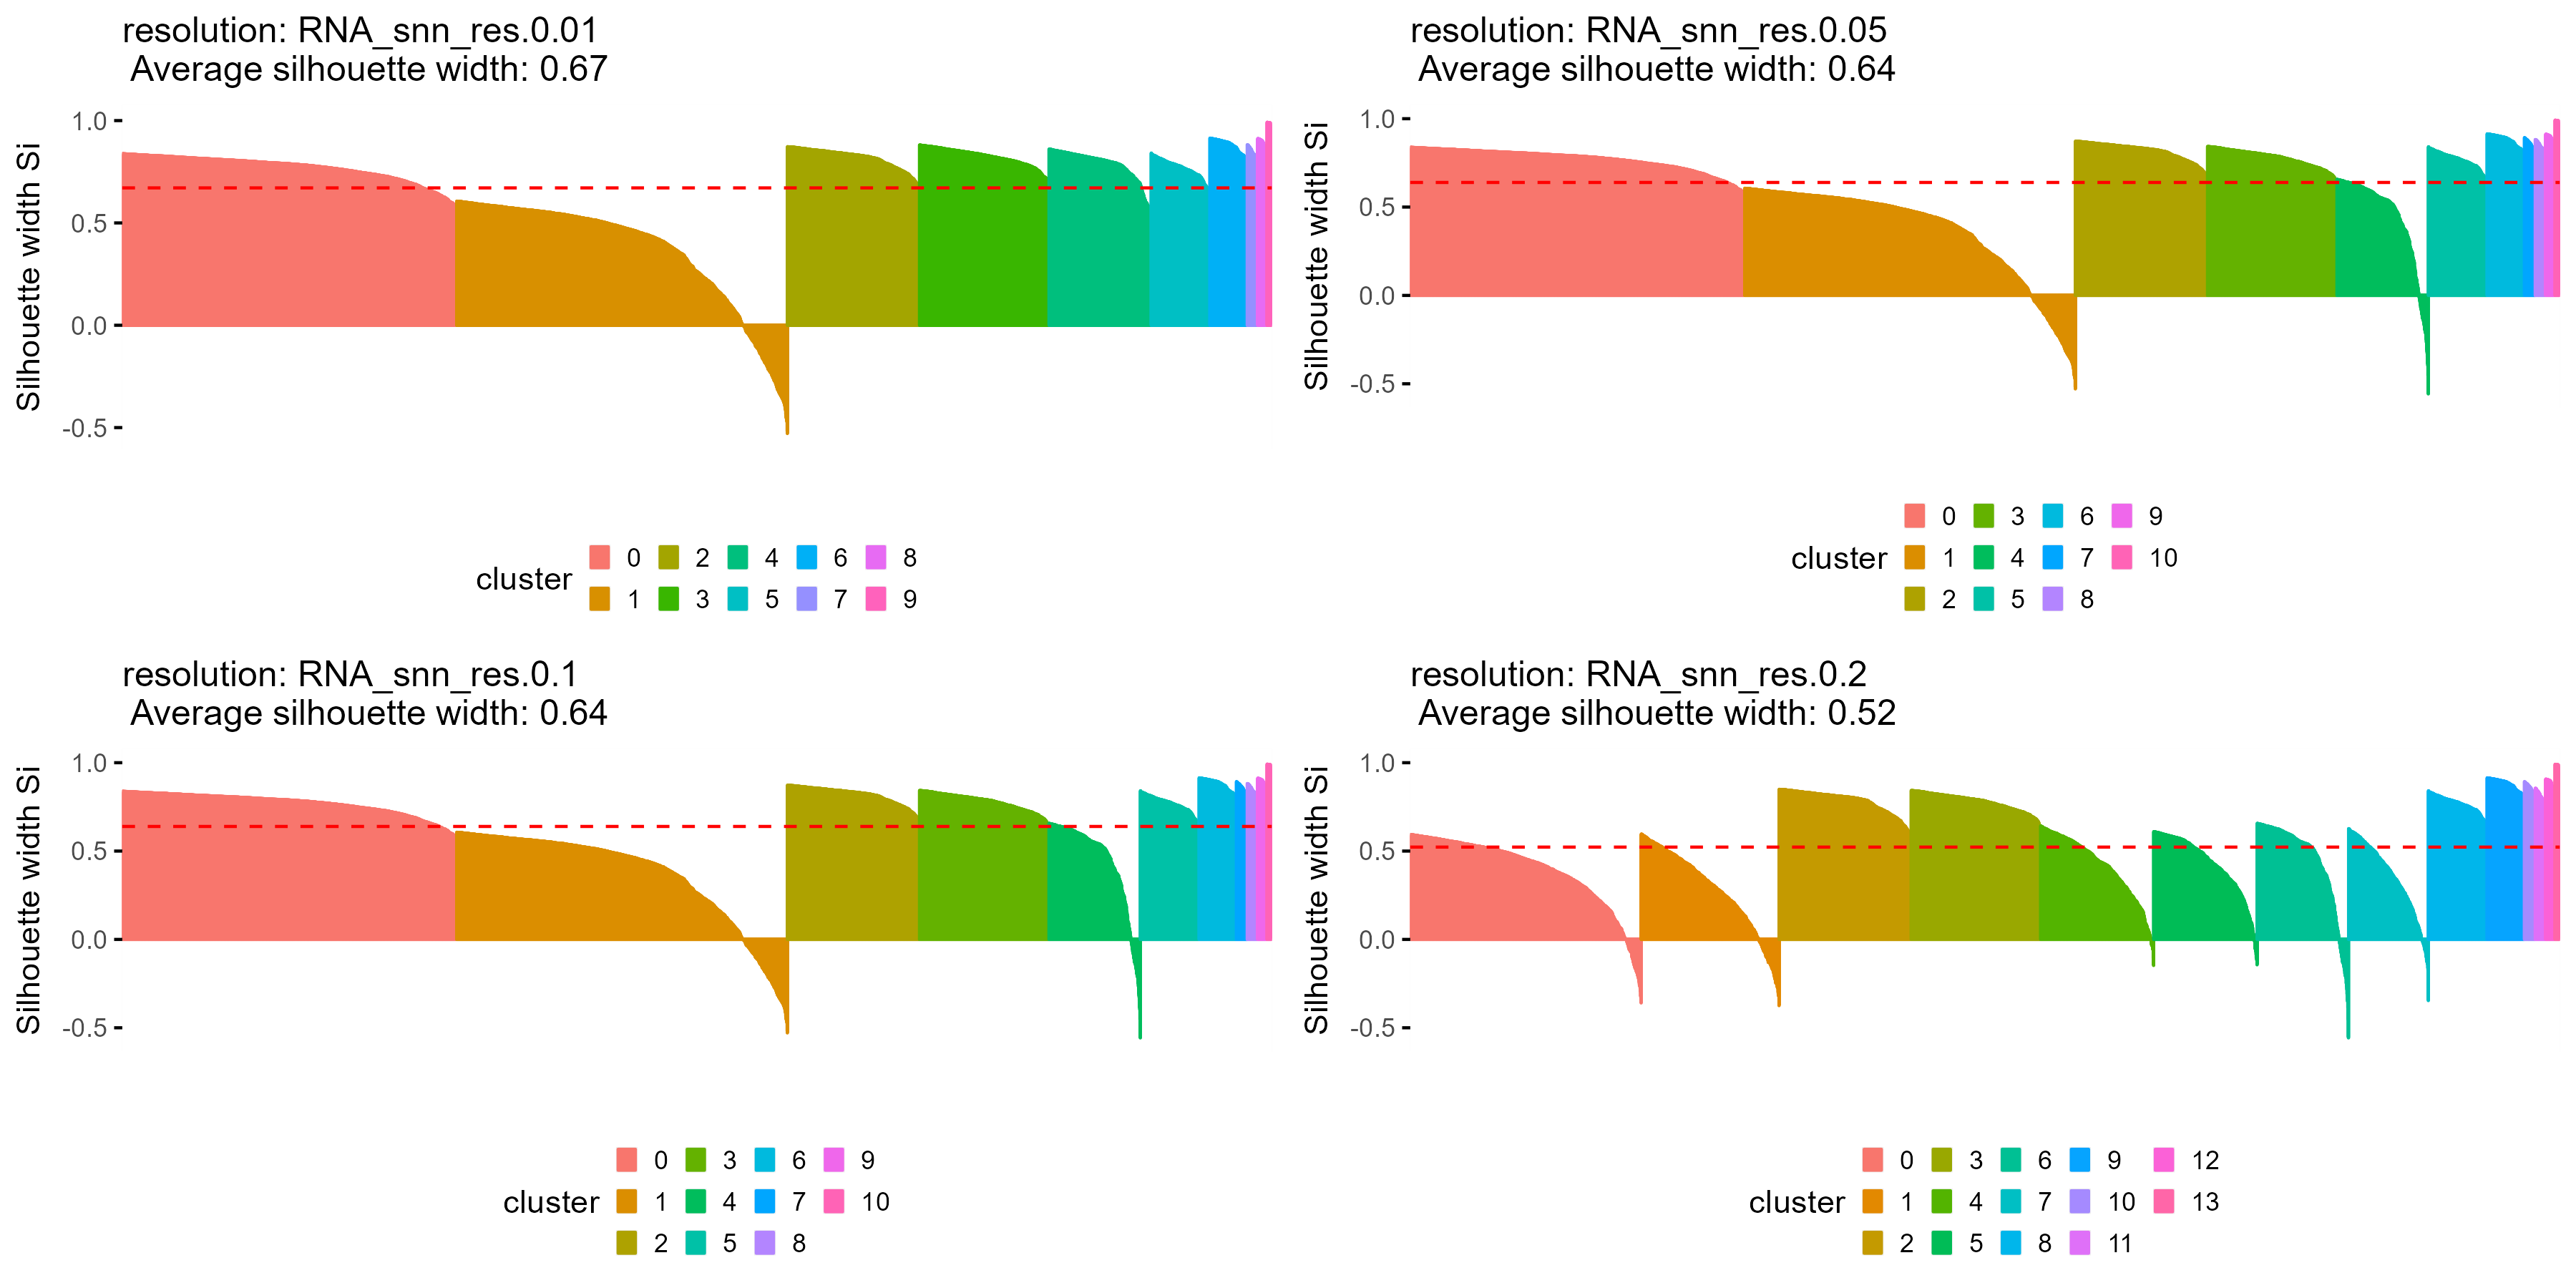 resolution: RNA_snn_res.0.01
Average silhouette width: 0.67
Silhouette width Si
1.0
0.5
0.0
-0.5
cluster
0 2 4 6 8
1 3 5 7 9
resolution: RNA_snn_res.0.05
Average silhouette width: 0.64
Silhouette width Si
1.0
0.5
0.0
-0.5
cluster
0 3 6 9
1 4 7 10
2 5 8
resolution: RNA_snn_res.0.1
Average silhouette width: 0.64
Silhouette width Si
1.0
0.5
0.0
-0.5
cluster
0 3 6 9
1 4 7 10
2 5 8
resolution: RNA_snn_res.0.2
Average silhouette width: 0.52
Silhouette width Si
1.0
0.5
0.0
-0.5
cluster
0 3 6 9 12
1 4 7 10 13
2 5 8 11